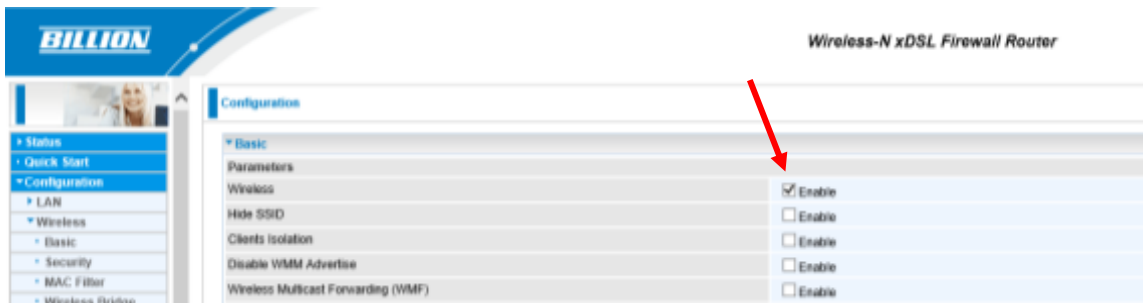 BILLION
Wireless-N xDSL Firewall Router
Configuration
Status
Quick Start
Configuration
LAN
Wireless
Basic
Security
MAC Filter
Wireless Bridge
Basic
Parameters
Wireless Enable
Hide SSID Enable
Clients Isolation Enable
Disable WMM Advertise Enable
Wireless Multicast Forwarding (WMF) Enable